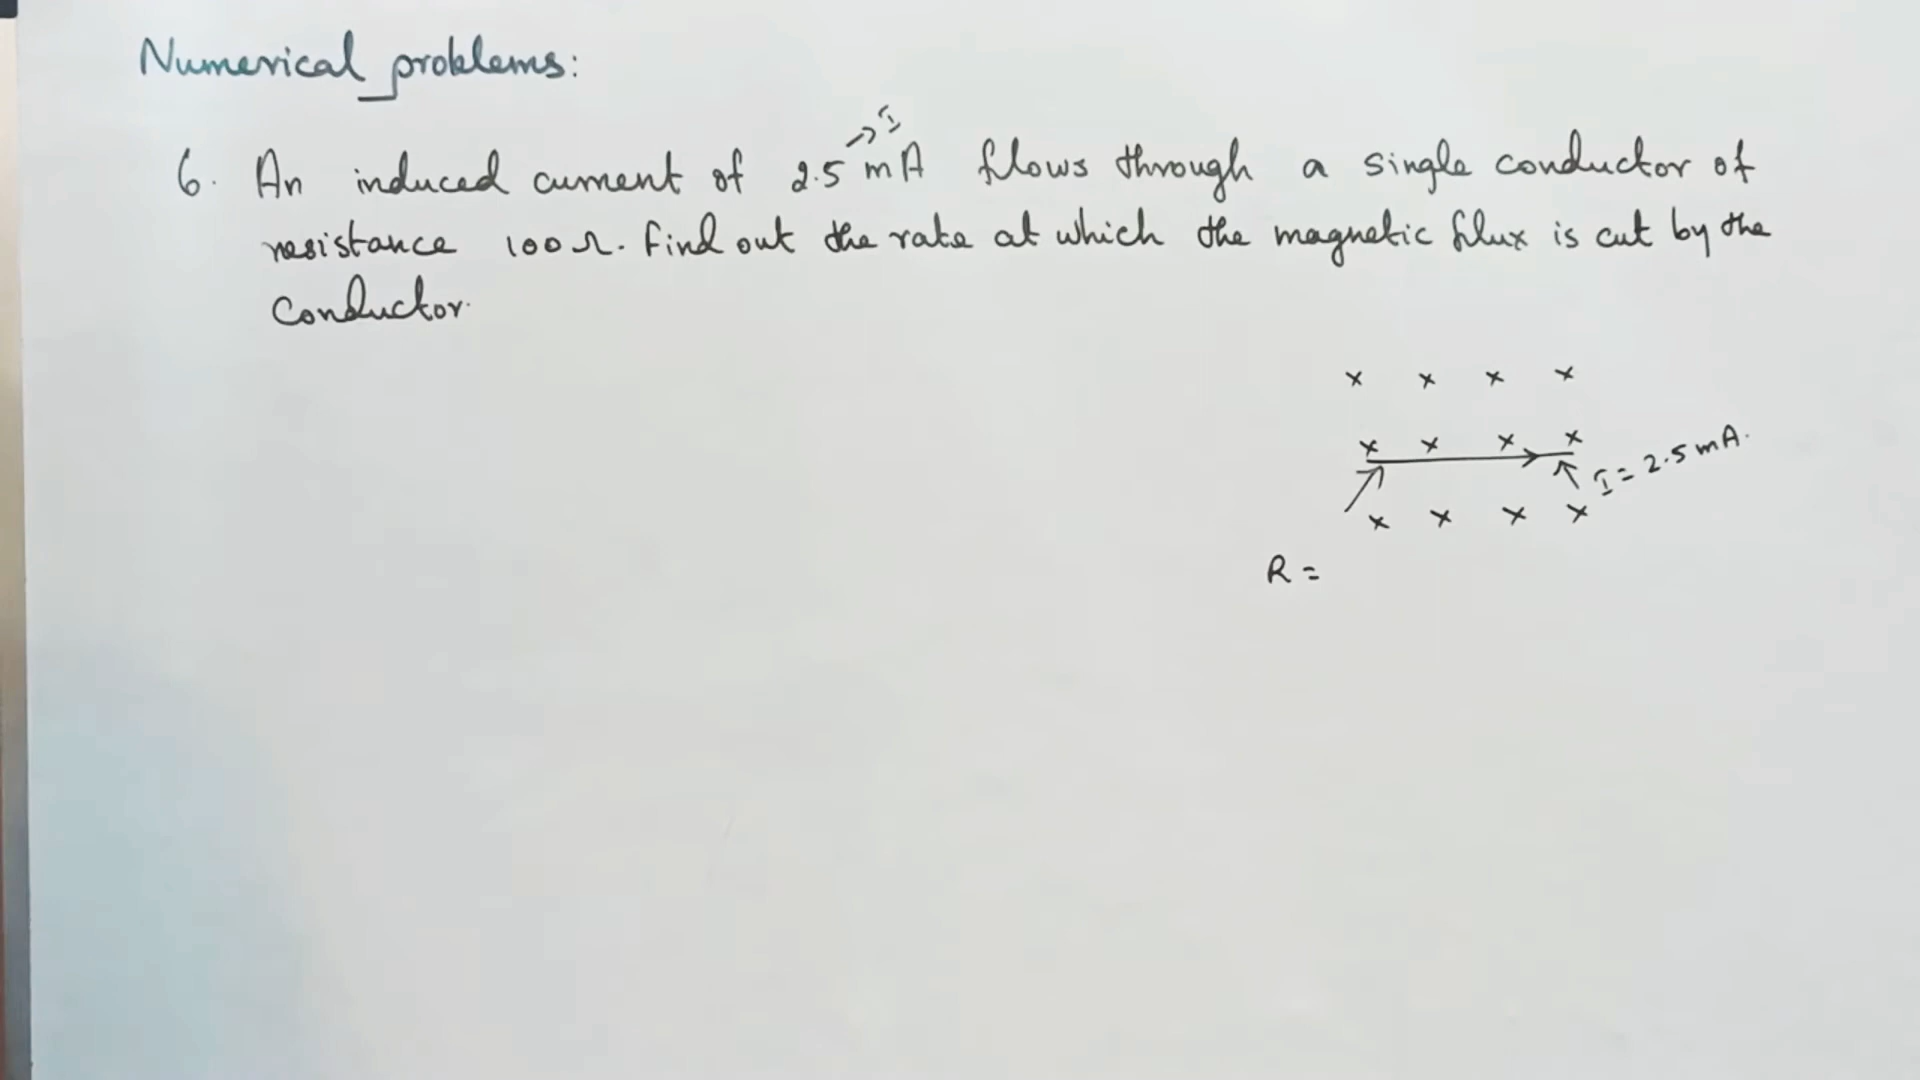 Numerical problems:
→ I
6. An induced current of 2.5 mA flows through a single conductor of
resistance 100 Ω. Find out the rate at which the magnetic flux is cut by the
conductor.
x x x x
x x x x
I = 2.5 mA.
x x x x
R =